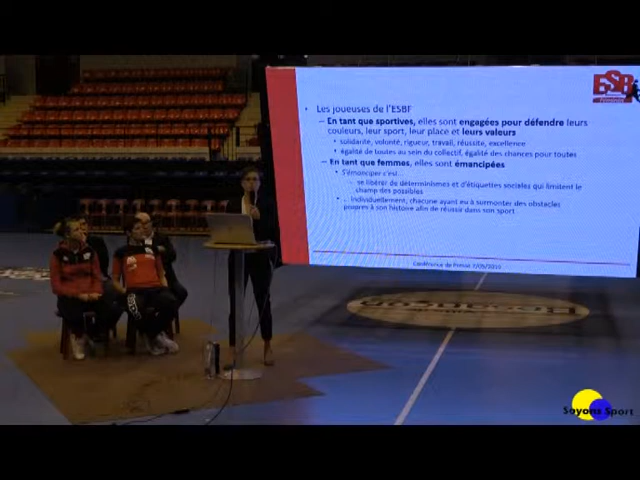 ESB
Les joueuses de l'ESBF
– En tant que sportives, elles sont engagées pour défendre leurs
couleurs, leur sport, leur place et leurs valeurs
• solidarité, volonté, rigueur, travail, réussite, excellence
• égalité de toutes au sein du collectif, égalité des chances pour toutes
– En tant que femmes, elles sont émancipées
• S'émanciper c'est...
– se libérer de déterminismes et d'étiquettes sociales qui limitent le
champ des possibles
• ... Individuellement, chacune ayant eu à surmonter des obstacles
propres à son histoire afin de réussir dans son sport
Conférence de Presse 7/05/2015
Soyons Sport